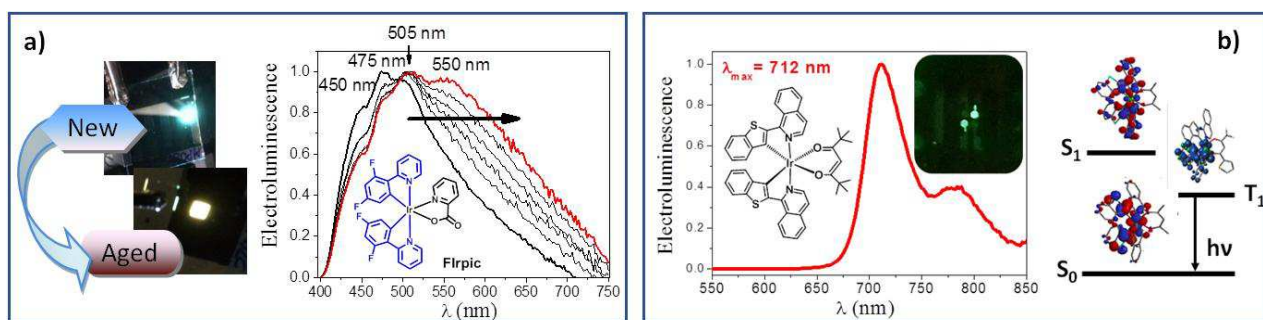 a)
New
Aged
505 nm
475 nm
550 nm
450 nm
Electroluminescence
1.0
0.8
0.6
0.4
0.2
0.0
F
F
F
F
N
N
N
Ir
O
O
FIrpic
400 450 500 550 600 650 700 750
λ (nm)
b)
λmax = 712 nm
Electroluminescence
1.0
0.8
0.6
0.4
0.2
0.0
S
N
Ir
O
O
S
N
550 600 650 700 750 800 850
λ (nm)
S1
T1
hν
S0